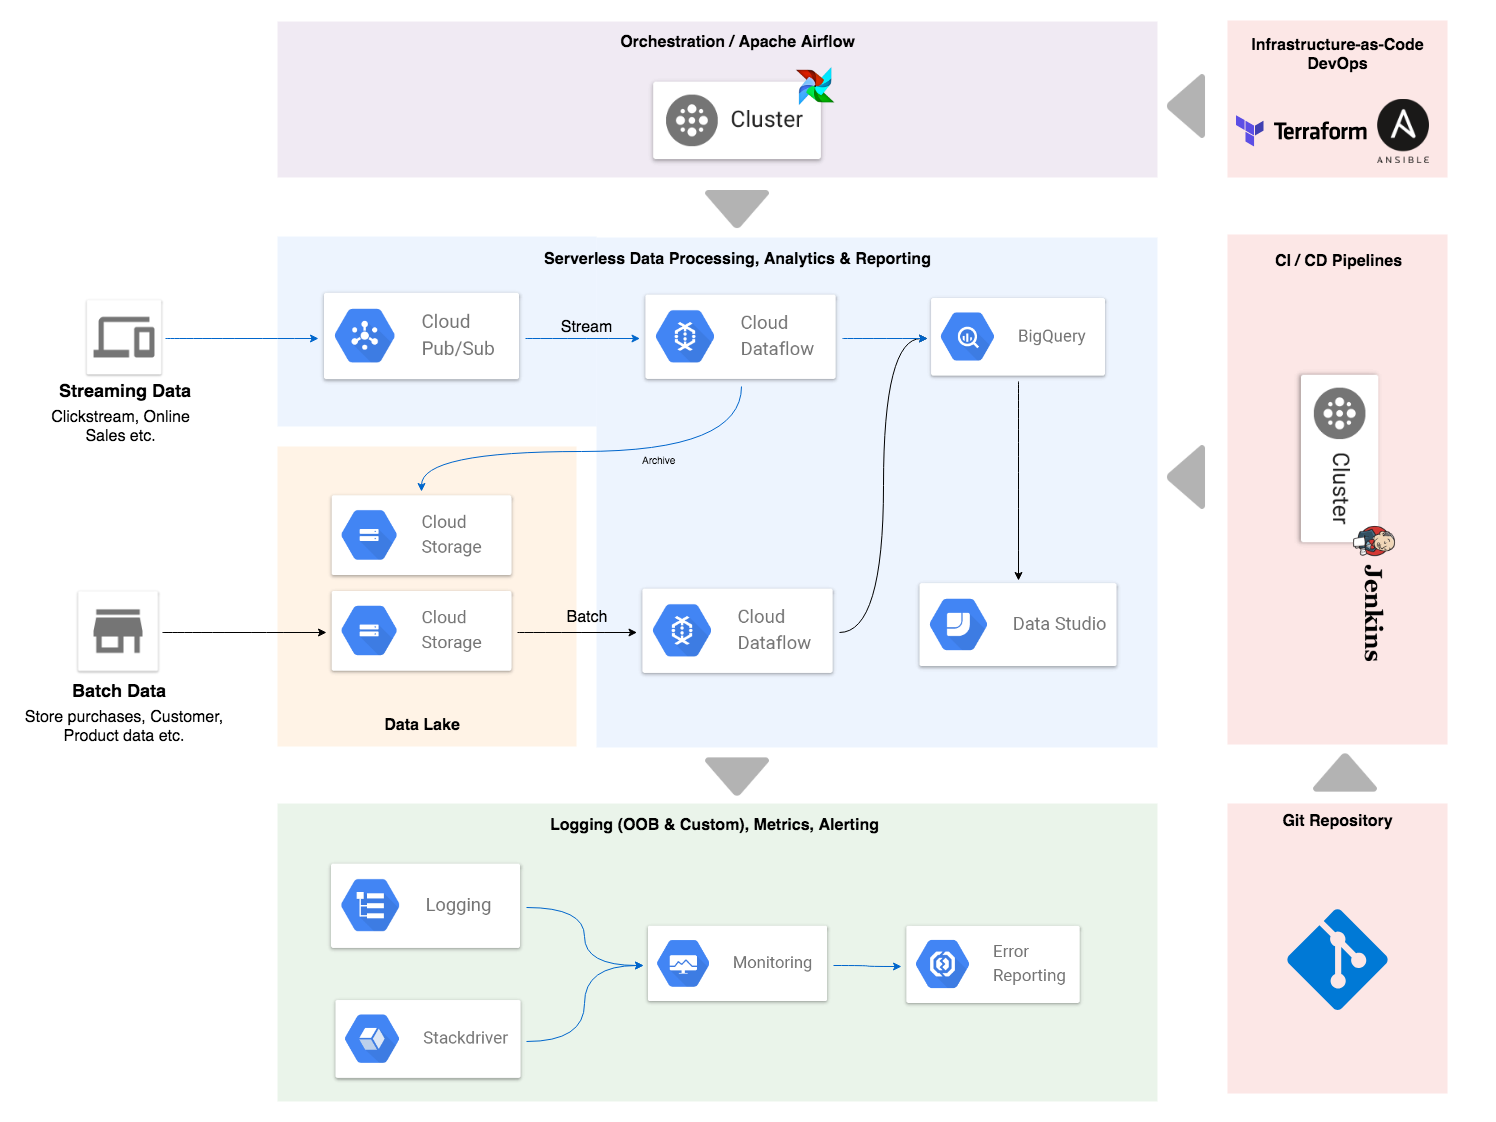 Orchestration / Apache Airflow
Cluster
Infrastructure-as-Code
DevOps
Terraform
ANSIBLE
Serverless Data Processing, Analytics & Reporting
Cloud
Pub/Sub
Stream
Cloud
Dataflow
BigQuery
Streaming Data
Clickstream, Online
Sales etc.
Archive
Cloud
Storage
Cloud
Storage
Batch
Cloud
Dataflow
Data Studio
Batch Data
Store purchases, Customer,
Product data etc.
Data Lake
CI / CD Pipelines
Cluster
Jenkins
Logging (OOB & Custom), Metrics, Alerting
Logging
Stackdriver
Monitoring
Error
Reporting
Git Repository